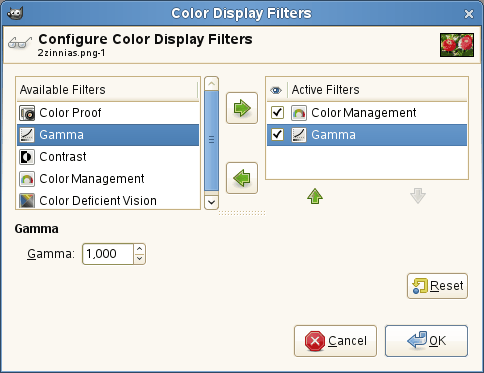 Color Display Filters
Configure Color Display Filters
2zinnias.png-1
Available Filters
Color Proof
Gamma
Contrast
Color Management
Color Deficient Vision
Active Filters
Color Management
Gamma
Gamma
Gamma: 1,000
Reset
Cancel
OK